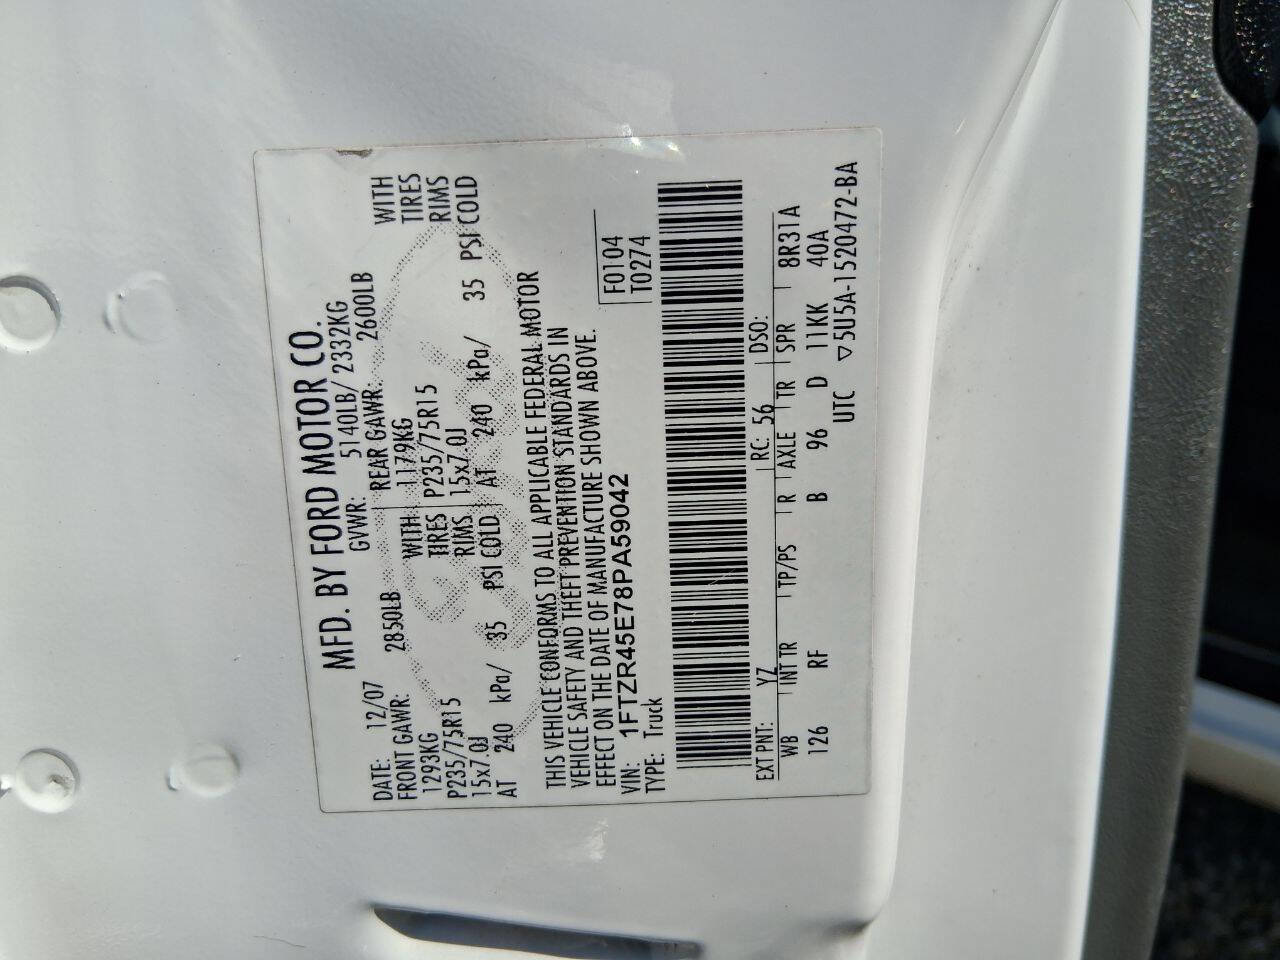 MFD. BY FORD MOTOR CO.
DATE: 12/07 GVWR: 5140LB/ 2332KG
FRONT GAWR: 2850LB REAR GAWR: 2600LB
1293KG WITH 1179KG WITH
P235/75R15 TIRES P235/75R15 TIRES
15x7.0J RIMS 15x7.0J RIMS
AT 240 kPa/ 35 PSI COLD AT 240 kPa/ 35 PSI COLD
THIS VEHICLE CONFORMS TO ALL APPLICABLE FEDERAL MOTOR
VEHICLE SAFETY AND THEFT PREVENTION STANDARDS IN
EFFECT ON THE DATE OF MANUFACTURE SHOWN ABOVE.
VIN: 1FTZR45E78PA59042 F0104
TYPE: Truck T0274
EXT PNT: YZ RC: 56 DSO:
WB INT TR TP/PS R AXLE TR SPR
126 RF B 96 D 11KK 8R31A 40A
UTC ▽5U5A-1520472-BA